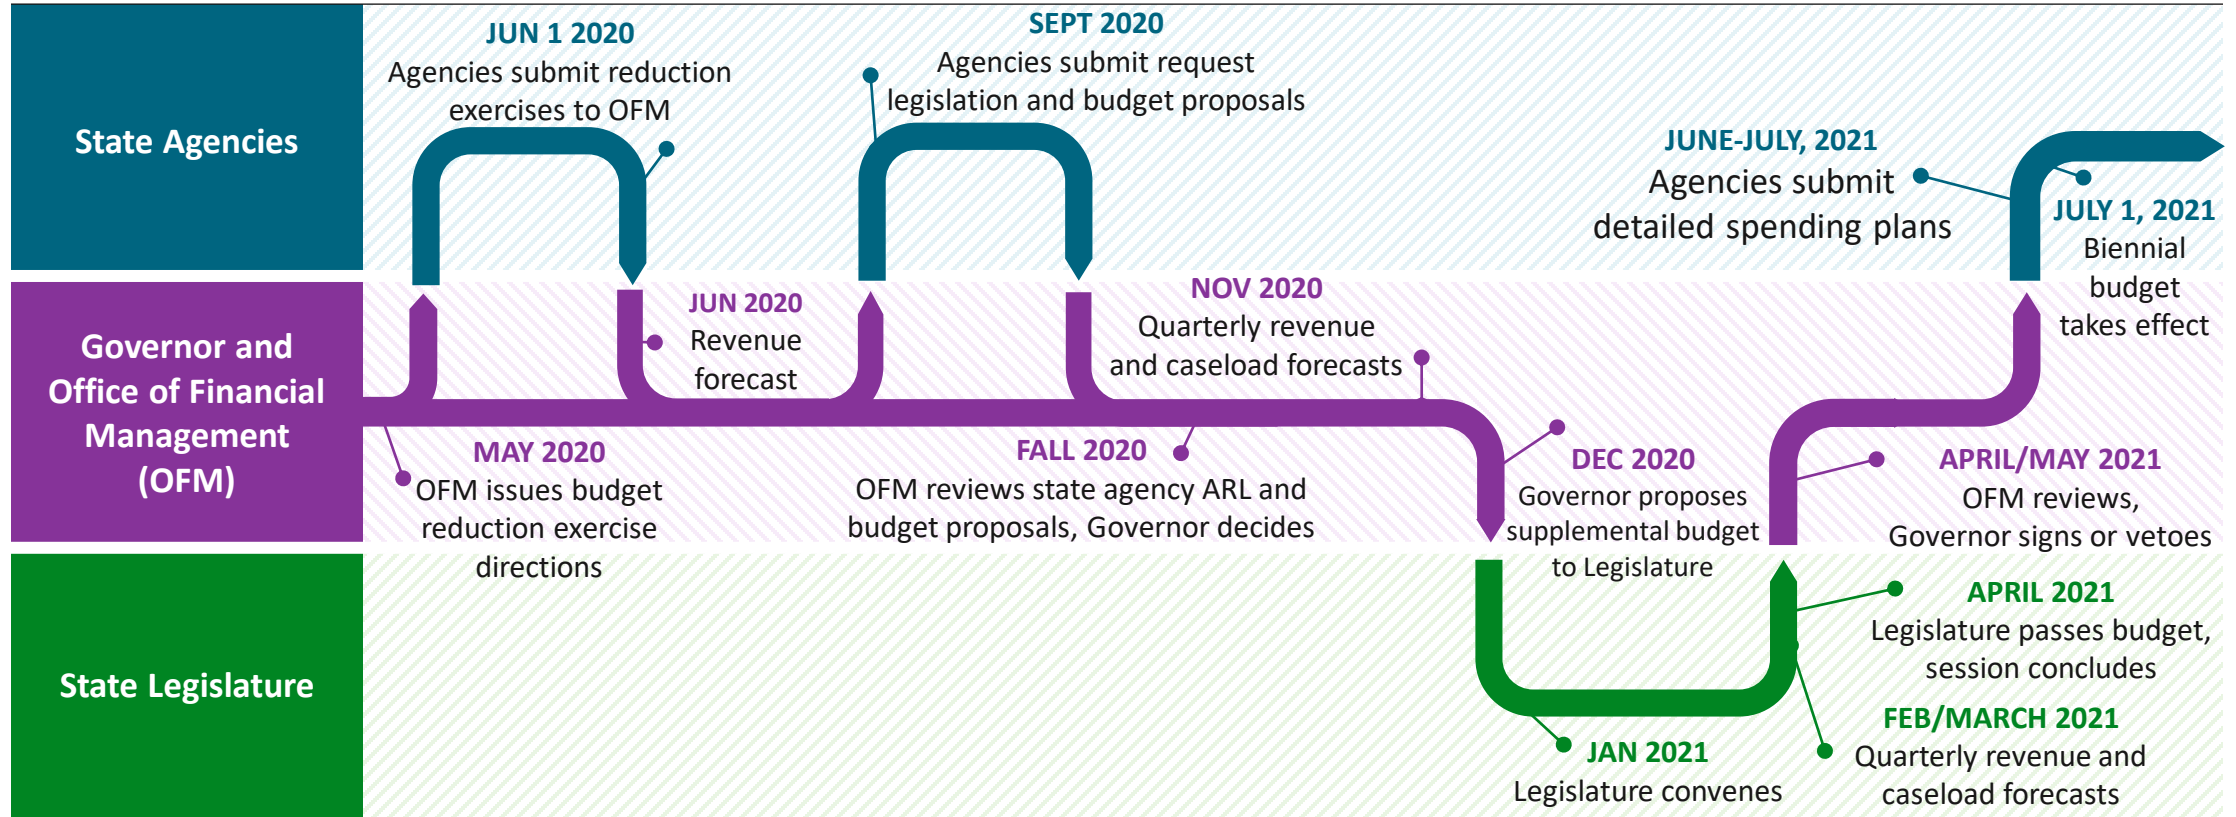 State Agencies
JUN 1 2020
Agencies submit reduction
exercises to OFM
SEPT 2020
Agencies submit request
legislation and budget proposals
JUNE-JULY, 2021
Agencies submit
detailed spending plans
JULY 1, 2021
Biennial
budget
takes effect
Governor and
Office of Financial
Management
(OFM)
MAY 2020
OFM issues budget
reduction exercise
directions
JUN 2020
Revenue
forecast
FALL 2020
OFM reviews state agency ARL and
budget proposals, Governor decides
NOV 2020
Quarterly revenue
and caseload forecasts
DEC 2020
Governor proposes
supplemental budget
to Legislature
APRIL/MAY 2021
OFM reviews,
Governor signs or vetoes
State Legislature
JAN 2021
Legislature convenes
APRIL 2021
Legislature passes budget,
session concludes
FEB/MARCH 2021
Quarterly revenue and
caseload forecasts